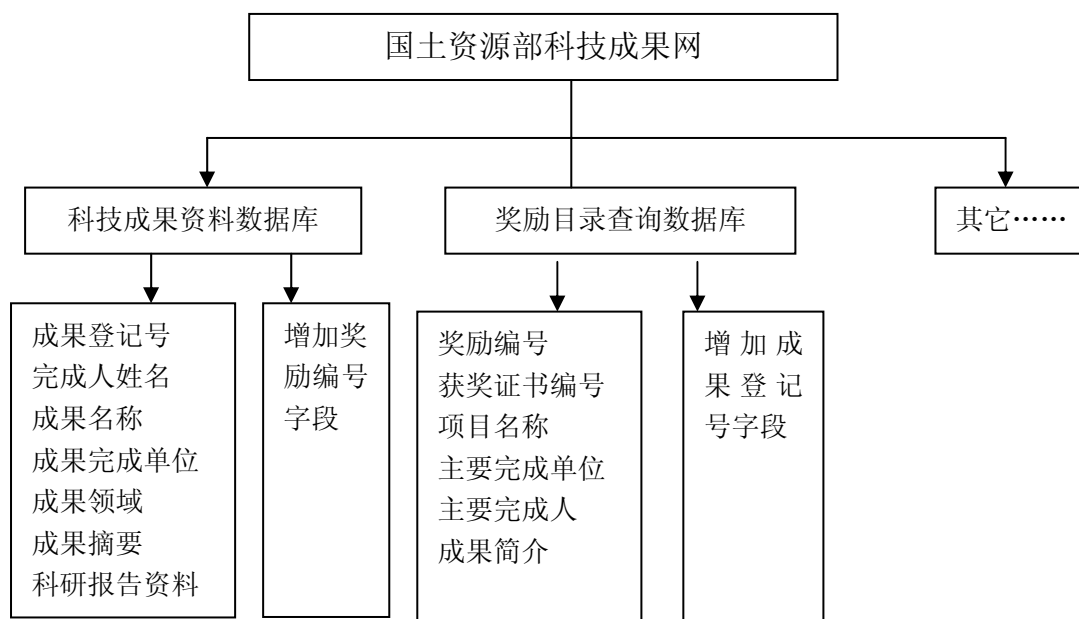 国土资源部科技成果网
科技成果资料数据库
奖励目录查询数据库
其它……
成果登记号
完成人姓名
成果名称
成果完成单位
成果领域
成果摘要
科研报告资料
增加奖
励编号
字段
奖励编号
获奖证书编号
项目名称
主要完成单位
主要完成人
成果简介
增加成
果登记
号字段